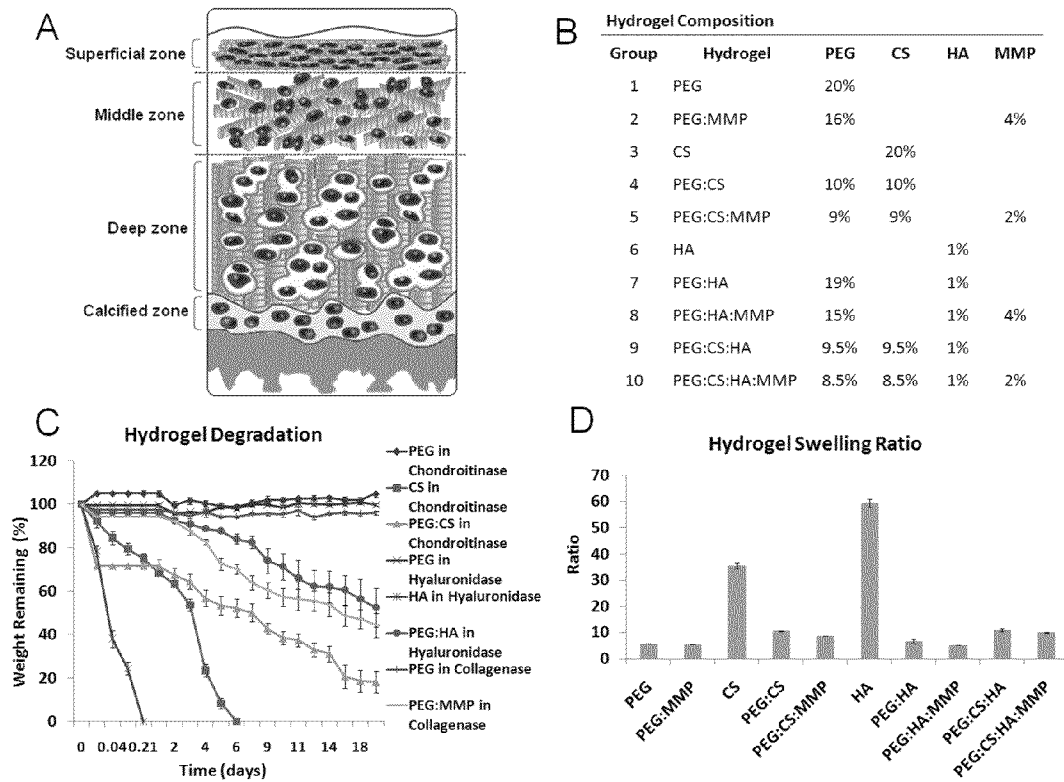 A
Superficial zone
Middle zone
Deep zone
Calcified zone
B
Hydrogel Composition
Group Hydrogel PEG CS HA MMP
1 PEG 20%
2 PEG:MMP 16% 4%
3 CS 20%
4 PEG:CS 10% 10%
5 PEG:CS:MMP 9% 9% 2%
6 HA 1%
7 PEG:HA 19% 1%
8 PEG:HA:MMP 15% 1% 4%
9 PEG:CS:HA 9.5% 9.5% 1%
10 PEG:CS:HA:MMP 8.5% 8.5% 1% 2%
C
Hydrogel Degradation
Weight Remaining (%)
120
100
80
60
40
20
0
0 0.04 0.21 2 4 6 9 11 14 18
Time (days)
PEG in
Chondroitinase
CS in
Chondroitinase
PEG:CS in
Chondroitinase
PEG in
Hyaluronidase
HA in Hyaluronidase
PEG:HA in
Hyaluronidase
PEG in Collagenase
PEG:MMP in
Collagenase
D
Hydrogel Swelling Ratio
Ratio
70
60
50
40
30
20
10
0
PEG
PEG:MMP
CS
PEG:CS
PEG:CS:MMP
HA
PEG:HA
PEG:HA:MMP
PEG:CS:HA
PEG:CS:HA:MMP